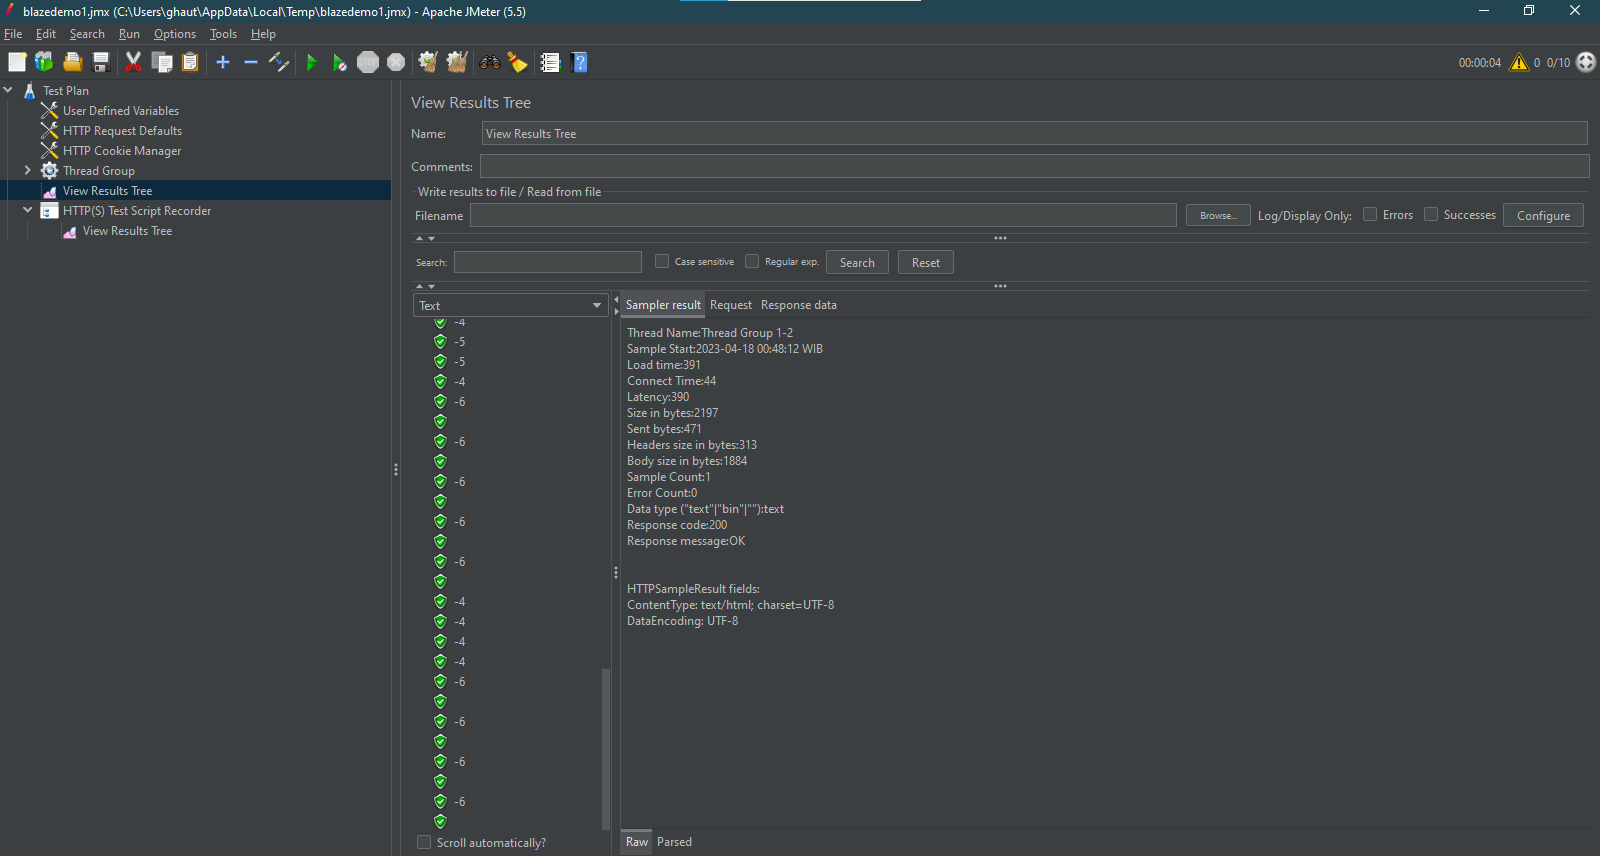 blazedemo1.jmx (C:\Users\ghaut\AppData\Local\Temp\blazedemo1.jmx) - Apache JMeter (5.5)
File Edit Search Run Options Tools Help
STOP
00:00:04 0 0/10
Test Plan
User Defined Variables
HTTP Request Defaults
HTTP Cookie Manager
Thread Group
View Results Tree
HTTP(S) Test Script Recorder
View Results Tree
View Results Tree
Name: View Results Tree
Comments:
Write results to file / Read from file
Filename Browse... Log/Display Only: Errors Successes Configure
Search: Case sensitive Regular exp. Search Reset
Text
-4
-5
-5
-4
-6
-6
-6
-6
-6
-4
-4
-4
-4
-6
-6
-6
-6
Scroll automatically?
Sampler result Request Response data
Thread Name:Thread Group 1-2
Sample Start:2023-04-18 00:48:12 WIB
Load time:391
Connect Time:44
Latency:390
Size in bytes:2197
Sent bytes:471
Headers size in bytes:313
Body size in bytes:1884
Sample Count:1
Error Count:0
Data type ("text"|"bin"|""):text
Response code:200
Response message:OK
HTTPSampleResult fields:
ContentType: text/html; charset=UTF-8
DataEncoding: UTF-8
Raw Parsed